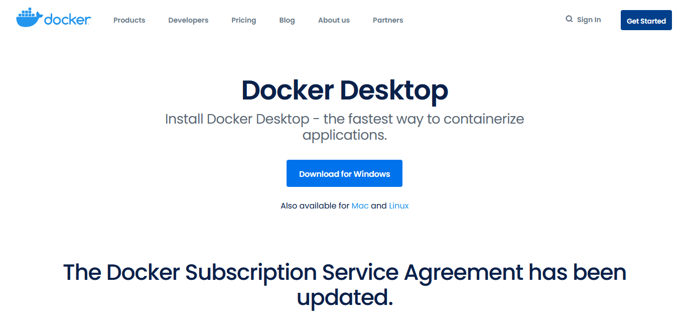 docker Products Developers Pricing Blog About us Partners Sign In Get Started
Docker Desktop
Install Docker Desktop - the fastest way to containerize
applications.
Download for Windows
Also available for Mac and Linux
The Docker Subscription Service Agreement has been
updated.